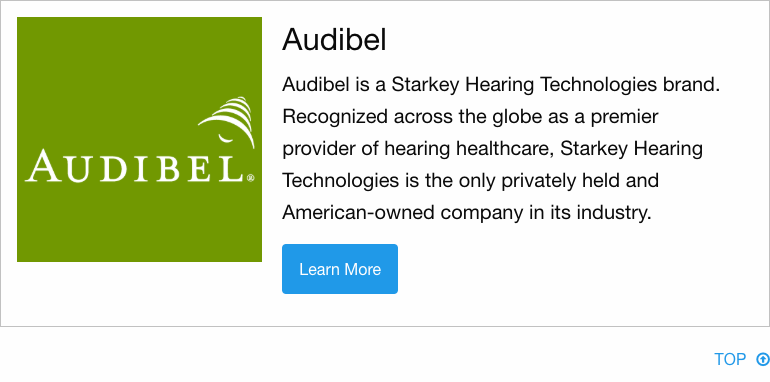 AUDIBEL®
Audibel
Audibel is a Starkey Hearing Technologies brand.
Recognized across the globe as a premier
provider of hearing healthcare, Starkey Hearing
Technologies is the only privately held and
American-owned company in its industry.
Learn More
TOP